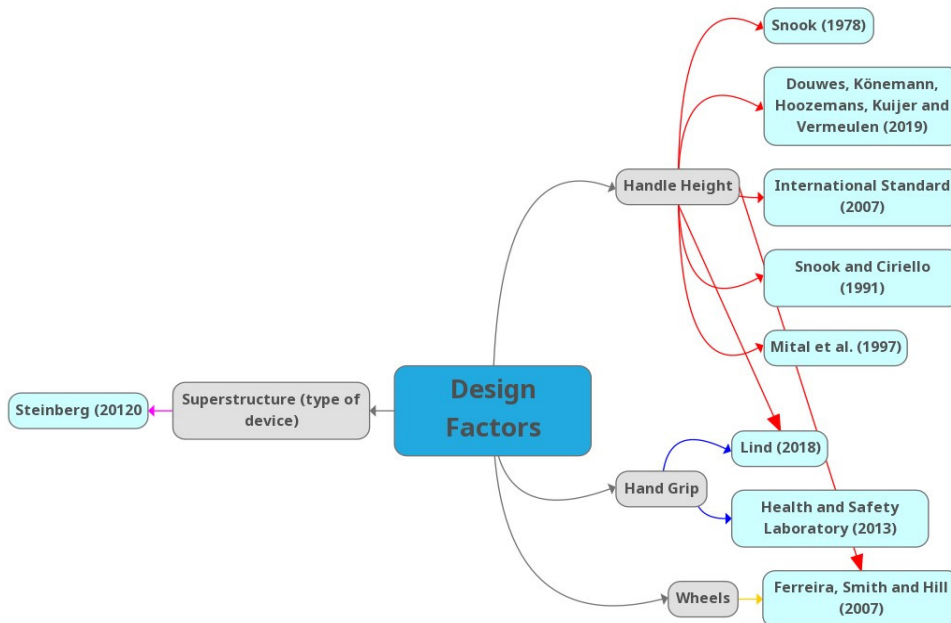 Snook (1978)
Douwes, Könemann,
Hoozemans, Kuijer and
Vermeulen (2019)
Handle Height
International Standard
(2007)
Snook and Ciriello
(1991)
Mital et al. (1997)
Design
Factors
Superstructure (type of
device)
Steinberg (20120
Lind (2018)
Hand Grip
Health and Safety
Laboratory (2013)
Wheels
Ferreira, Smith and Hill
(2007)